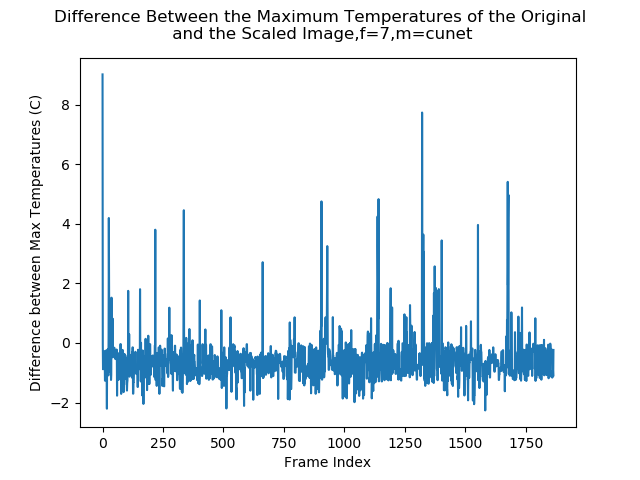 Difference Between the Maximum Temperatures of the Original
and the Scaled Image,f=7,m=cunet
Difference between Max Temperatures (C)
8
6
4
2
0
−2
0 250 500 750 1000 1250 1500 1750
Frame Index